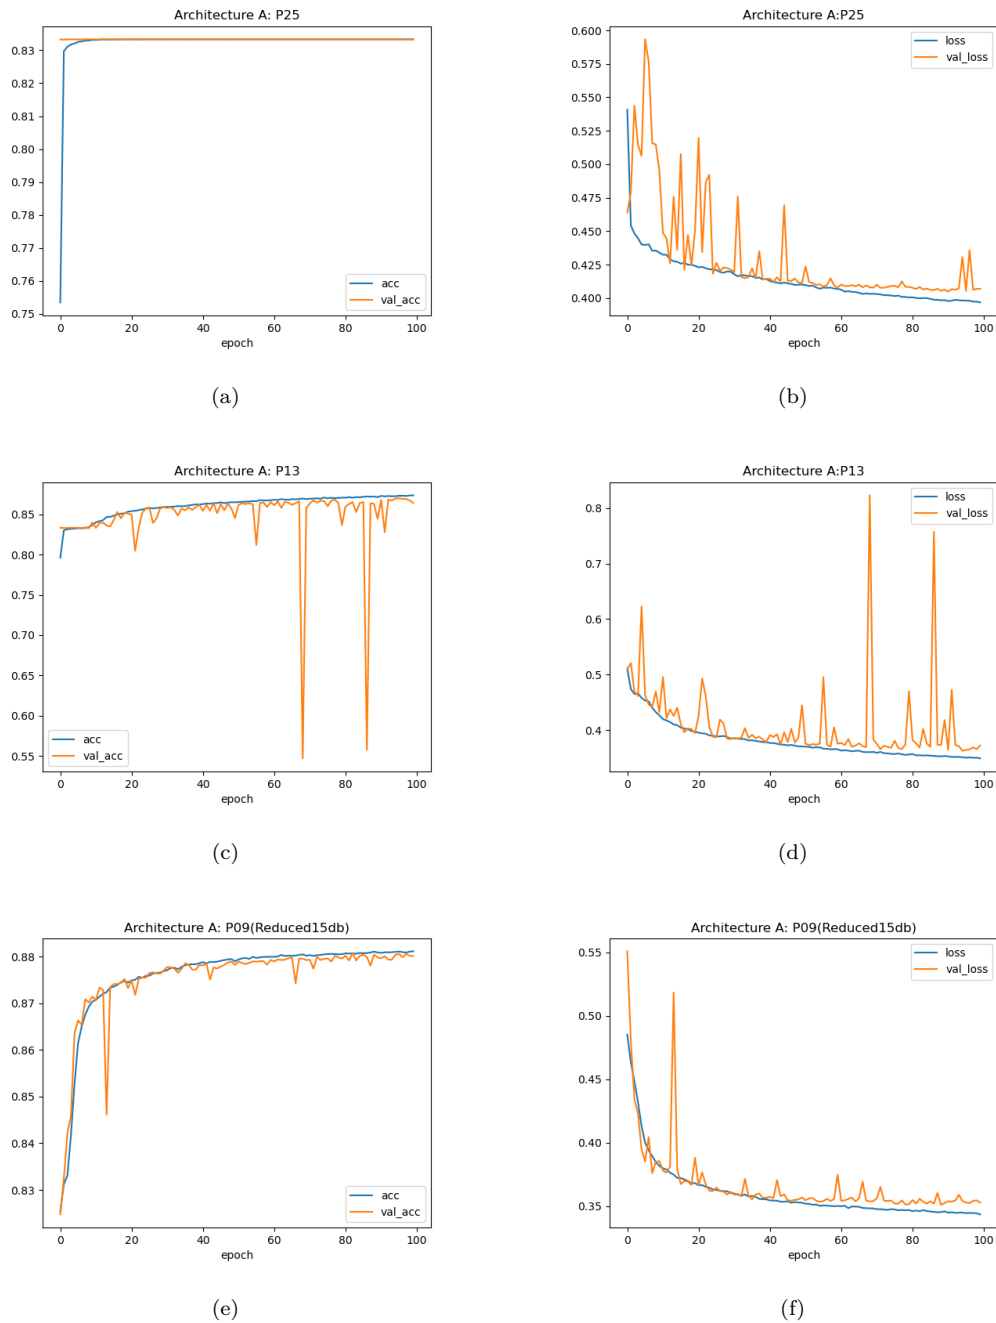 Architecture A: P25
0.83
0.82
0.81
0.80
0.79
0.78
0.77
0.76
0.75
0 20 40 60 80 100
epoch
acc
val_acc
(a)
Architecture A:P25
0.600
0.575
0.550
0.525
0.500
0.475
0.450
0.425
0.400
0 20 40 60 80 100
epoch
loss
val_loss
(b)
Architecture A: P13
0.85
0.80
0.75
0.70
0.65
0.60
0.55
0 20 40 60 80 100
epoch
acc
val_acc
(c)
Architecture A:P13
0.8
0.7
0.6
0.5
0.4
0 20 40 60 80 100
epoch
loss
val_loss
(d)
Architecture A: P09(Reduced15db)
0.88
0.87
0.86
0.85
0.84
0.83
0 20 40 60 80 100
epoch
acc
val_acc
(e)
Architecture A: P09(Reduced15db)
0.55
0.50
0.45
0.40
0.35
0 20 40 60 80 100
epoch
loss
val_loss
(f)